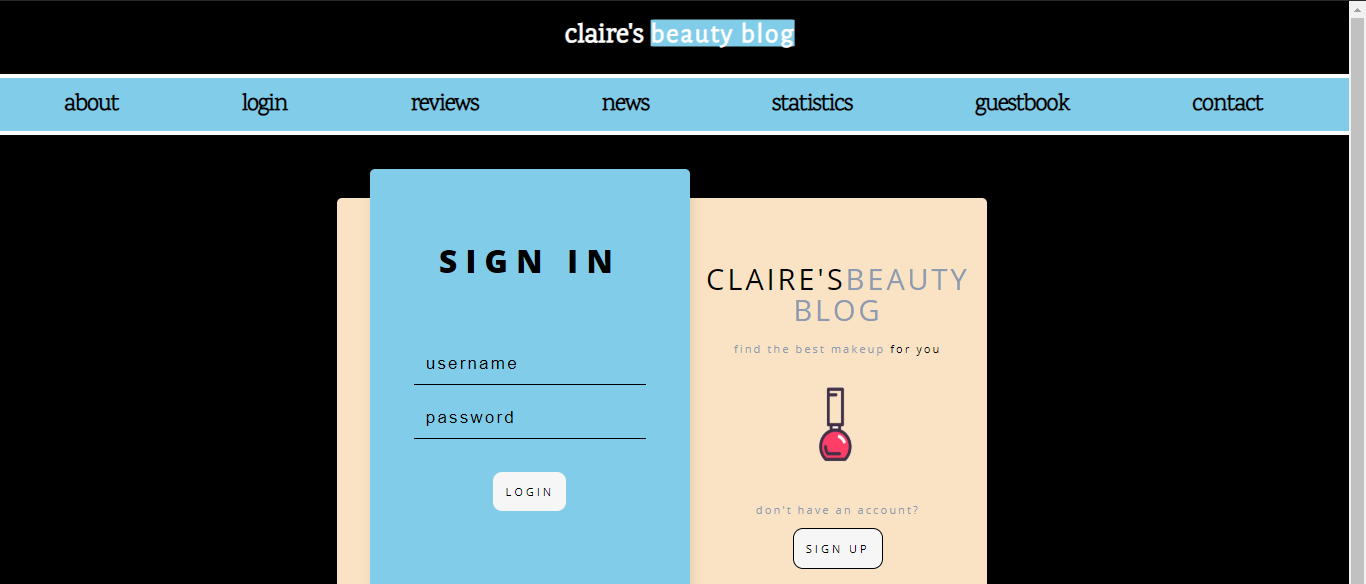 claire's beauty blog
about login reviews news statistics guestbook contact
SIGN IN
username
password
LOGIN
CLAIRE'SBEAUTY
BLOG
find the best makeup for you
don't have an account?
SIGN UP